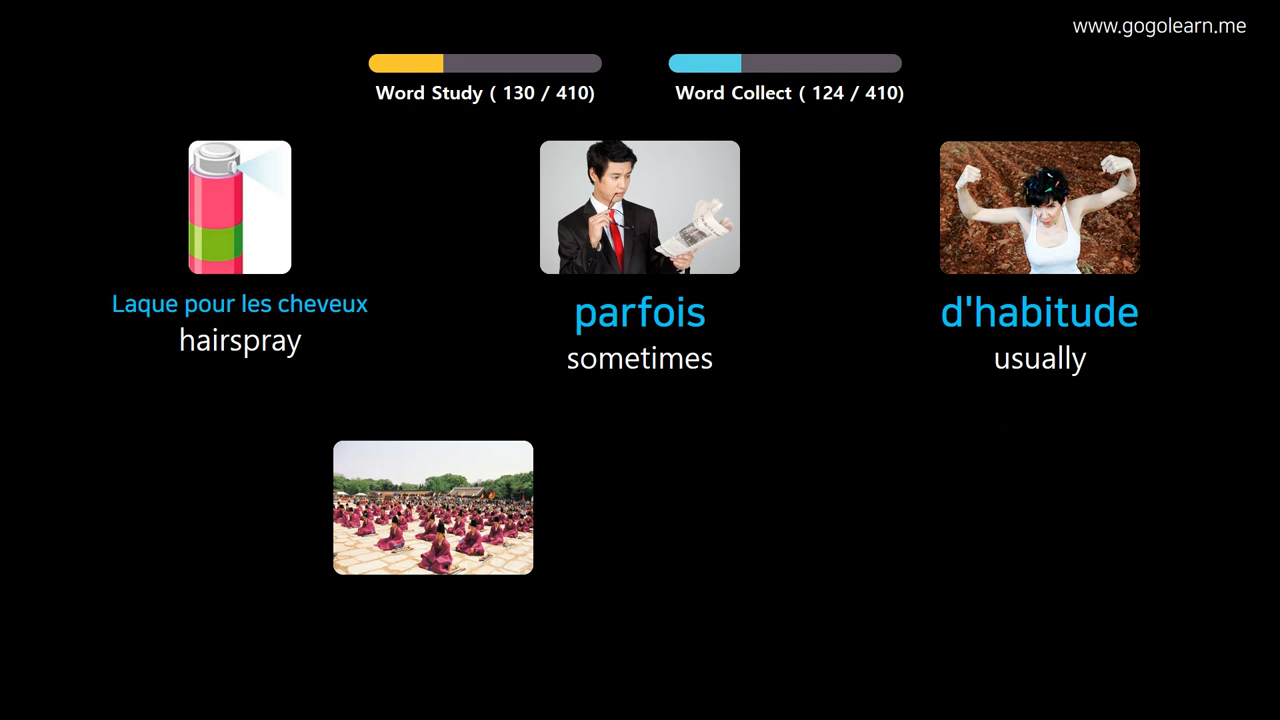 www.gogolearn.me
Word Study ( 130 / 410)
Word Collect ( 124 / 410)
Laque pour les cheveux
hairspray
parfois
sometimes
d'habitude
usually